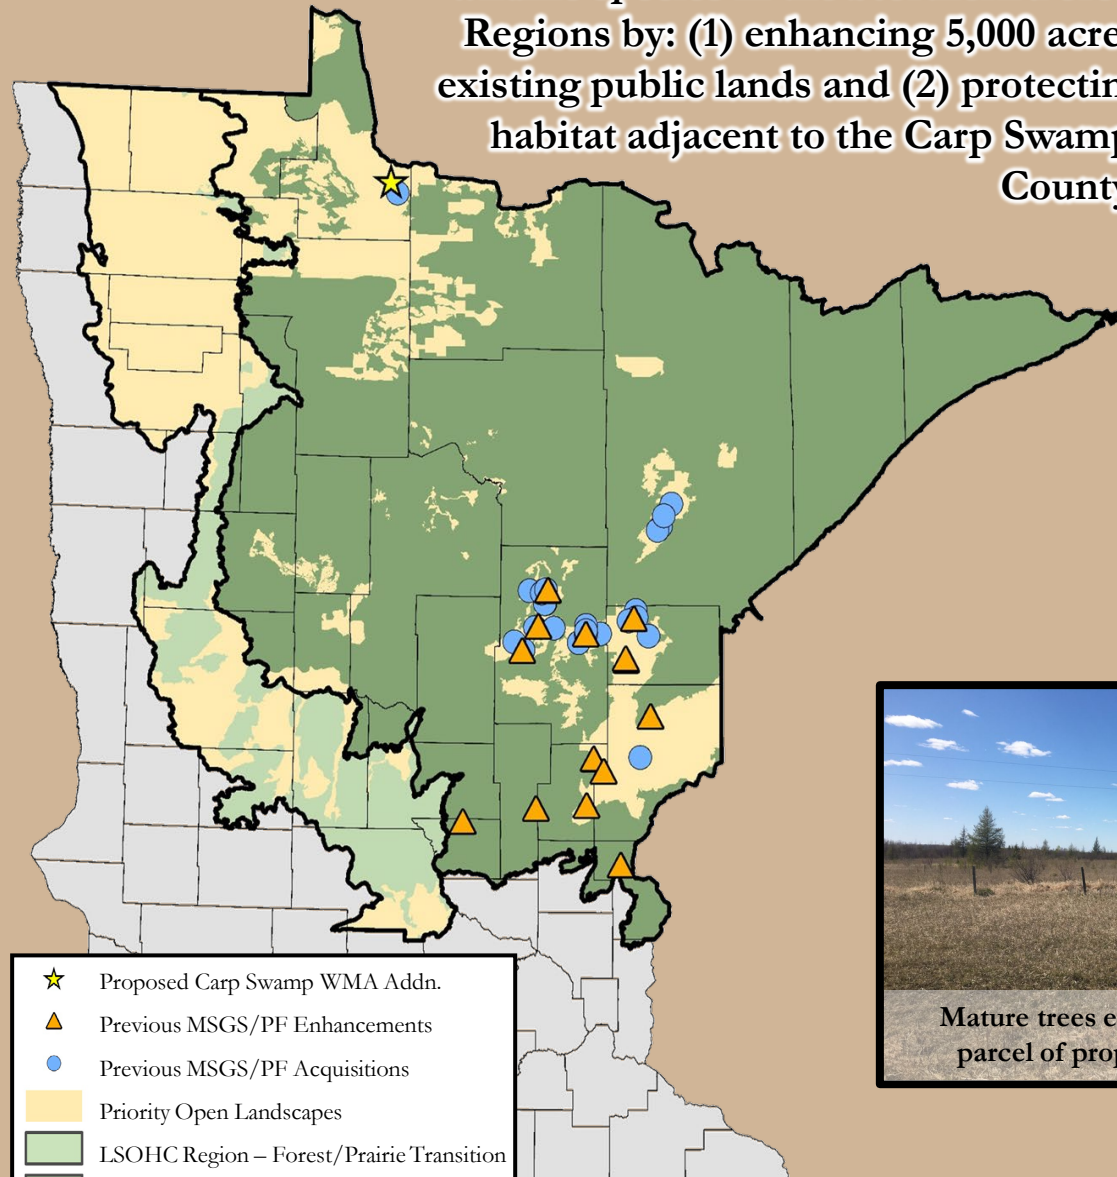 Regions by: (1) enhancing 5,000 acre
existing public lands and (2) protectin
habitat adjacent to the Carp Swamp
County
Proposed Carp Swamp WMA Addn.
Previous MSGS/PF Enhancements
Previous MSGS/PF Acquisitions
Priority Open Landscapes
LSOHC Region – Forest/Prairie Transition
Mature trees e
parcel of prop